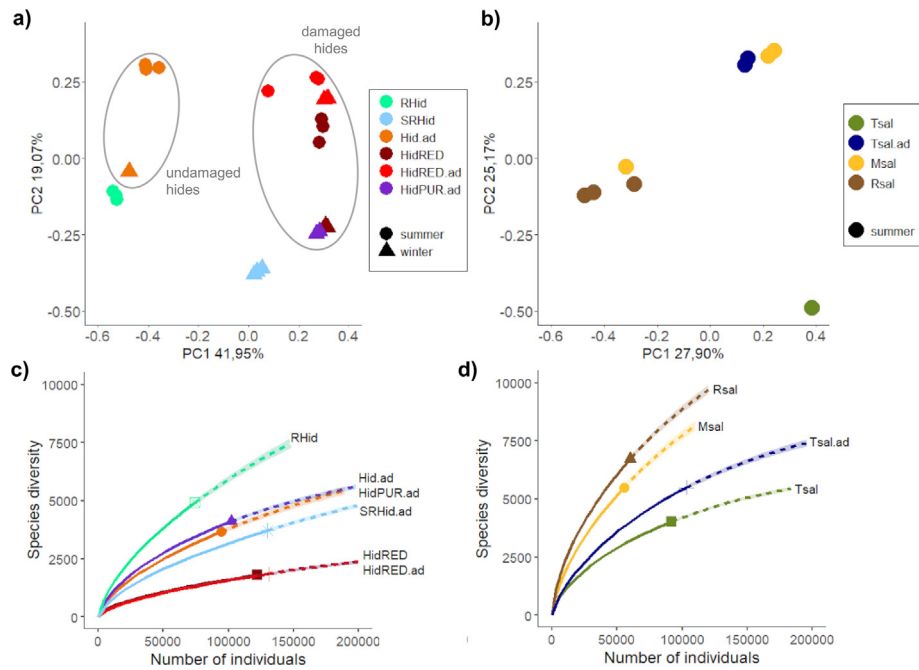 a)
damaged
hides
0.25
0.00
-0.25
-0.50
PC2 19,07%
undamaged
hides
-0.6
-0.4
-0.2
0.0
0.2
0.4
PC1 41,95%
RHid
SRHid
Hid.ad
HidRED
HidRED.ad
HidPUR.ad
summer
winter
b)
0.25
0.00
-0.25
-0.50
PC2 25,17%
-0.6
-0.4
-0.2
0.0
0.2
0.4
PC1 27,90%
Tsal
Tsal.ad
Msal
Rsal
summer
c)
10000
7500
5000
2500
0
Species diversity
RHid
Hid.ad
HidPUR.ad
SRHid.ad
HidRED
HidRED.ad
0
50000
100000
150000
200000
Number of individuals
d)
10000
7500
5000
2500
0
Species diversity
Rsal
Msal
Tsal.ad
Tsal
0
50000
100000
150000
200000
Number of individuals